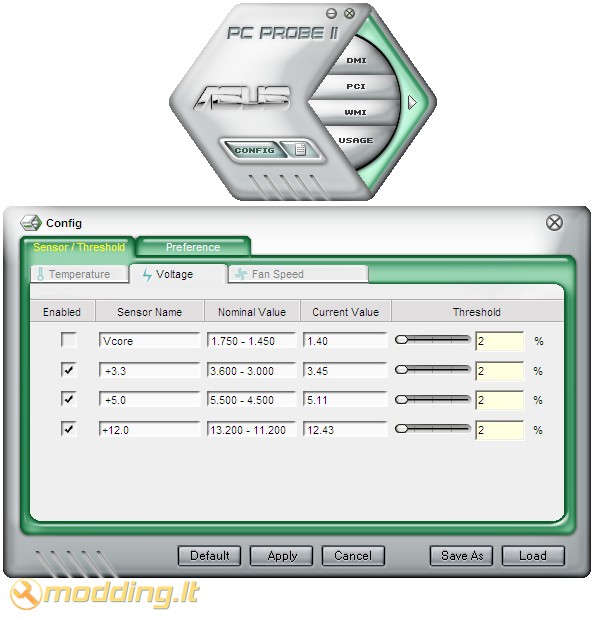 PC PROBE II
DMI
PCI
ASUS
WMI
USAGE
CONFIG
Config
Sensor / Threshold Preference
Temperature Voltage Fan Speed
Enabled Sensor Name Nominal Value Current Value Threshold
Vcore 1.750 - 1.450 1.40 2 %
+3.3 3.600 - 3.000 3.45 2 %
+5.0 5.500 - 4.500 5.11 2 %
+12.0 13.200 - 11.200 12.43 2 %
Default Apply Cancel Save As Load
modding.lt